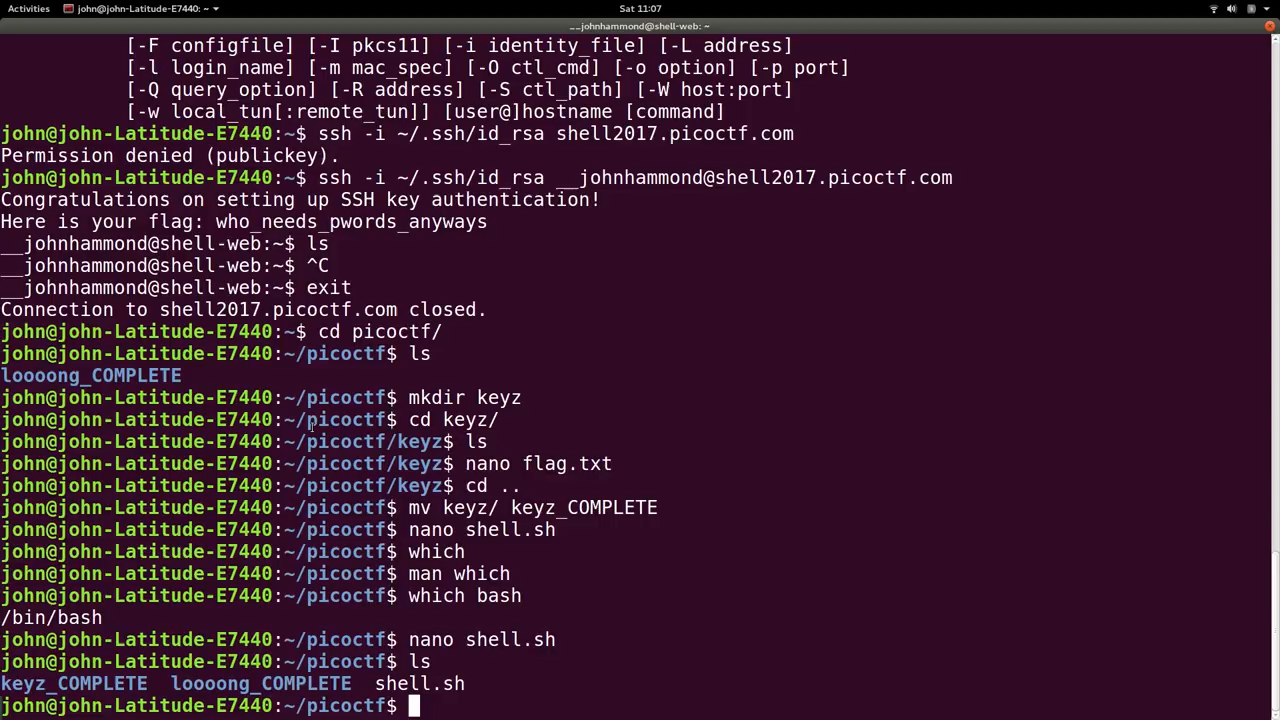 Activities john@john-Latitude-E7440: ~ Sat 11:07
__johnhammond@shell-web: ~
[-F configfile] [-I pkcs11] [-i identity_file] [-L address]
[-l login_name] [-m mac_spec] [-O ctl_cmd] [-o option] [-p port]
[-Q query_option] [-R address] [-S ctl_path] [-W host:port]
[-w local_tun[:remote_tun]] [user@]hostname [command]
john@john-Latitude-E7440:~$ ssh -i ~/.ssh/id_rsa shell2017.picoctf.com
Permission denied (publickey).
john@john-Latitude-E7440:~$ ssh -i ~/.ssh/id_rsa __johnhammond@shell2017.picoctf.com
Congratulations on setting up SSH key authentication!
Here is your flag: who_needs_pwords_anyways
__johnhammond@shell-web:~$ ls
__johnhammond@shell-web:~$ ^C
__johnhammond@shell-web:~$ exit
Connection to shell2017.picoctf.com closed.
john@john-Latitude-E7440:~$ cd picoctf/
john@john-Latitude-E7440:~/picoctf$ ls
loooong_COMPLETE
john@john-Latitude-E7440:~/picoctf$ mkdir keyz
john@john-Latitude-E7440:~/picoctf$ cd keyz/
john@john-Latitude-E7440:~/picoctf/keyz$ ls
john@john-Latitude-E7440:~/picoctf/keyz$ nano flag.txt
john@john-Latitude-E7440:~/picoctf/keyz$ cd ..
john@john-Latitude-E7440:~/picoctf$ mv keyz/ keyz_COMPLETE
john@john-Latitude-E7440:~/picoctf$ nano shell.sh
john@john-Latitude-E7440:~/picoctf$ which
john@john-Latitude-E7440:~/picoctf$ man which
john@john-Latitude-E7440:~/picoctf$ which bash
/bin/bash
john@john-Latitude-E7440:~/picoctf$ nano shell.sh
john@john-Latitude-E7440:~/picoctf$ ls
keyz_COMPLETE loooong_COMPLETE shell.sh
john@john-Latitude-E7440:~/picoctf$